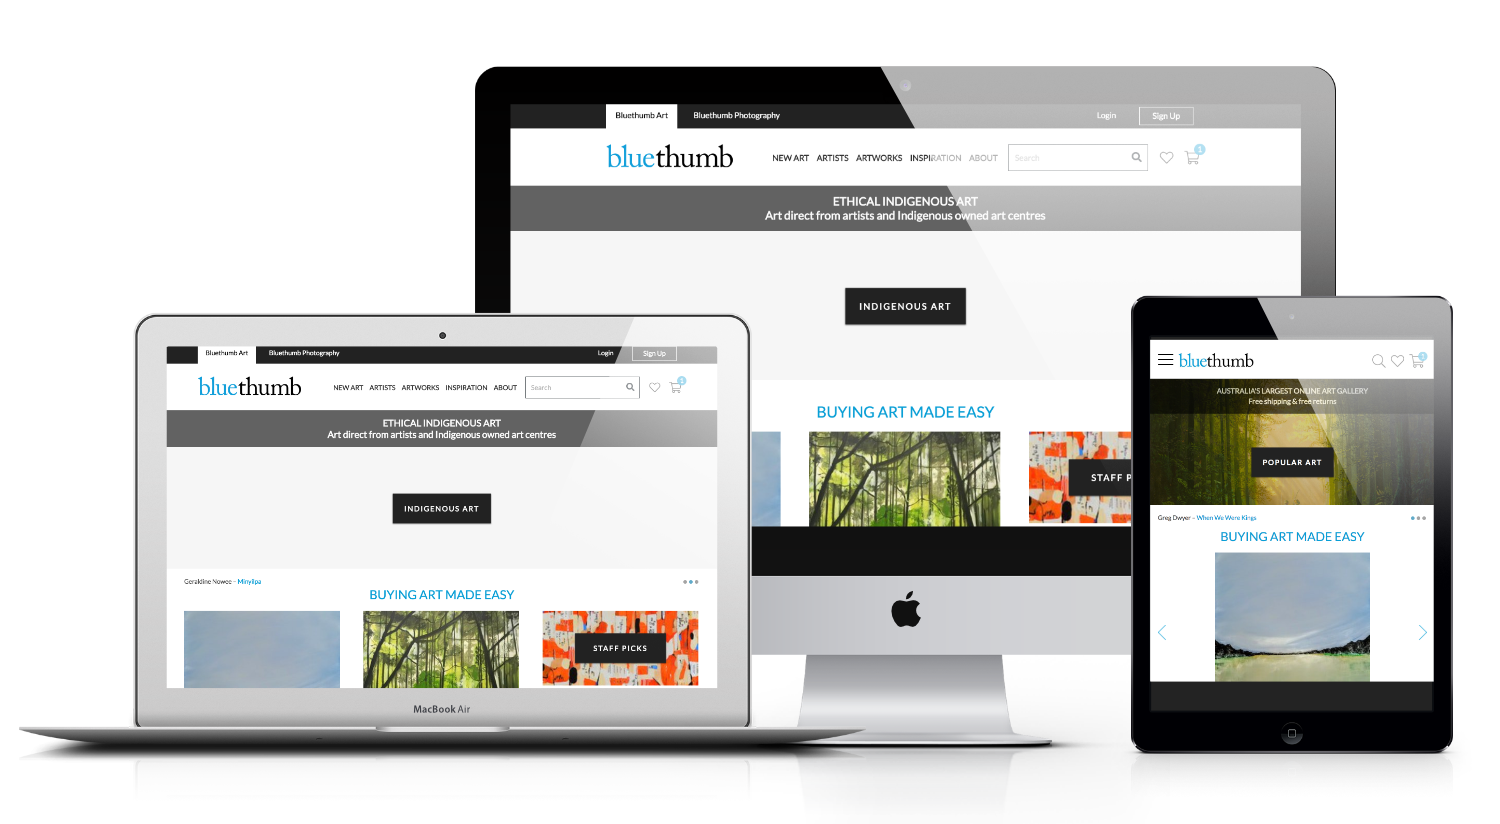 Bluethumb Art Bluethumb Photography Login Sign Up
bluethumb NEW ART ARTISTS ARTWORKS INSPIRATION ABOUT Search 1
ETHICAL INDIGENOUS ART
Art direct from artists and Indigenous owned art centres
INDIGENOUS ART
BUYING ART MADE EASY
STAFF P
Bluethumb Art Bluethumb Photography Login Sign Up
bluethumb NEW ART ARTISTS ARTWORKS INSPIRATION ABOUT Search 1
ETHICAL INDIGENOUS ART
Art direct from artists and Indigenous owned art centres
INDIGENOUS ART
Geraldine Nowee – Minyilpa
BUYING ART MADE EASY
STAFF PICKS
MacBook Air
bluethumb 1
AUSTRALIA'S LARGEST ONLINE ART GALLERY
Free shipping & free returns
POPULAR ART
Greg Dwyer – When We Were Kings
BUYING ART MADE EASY